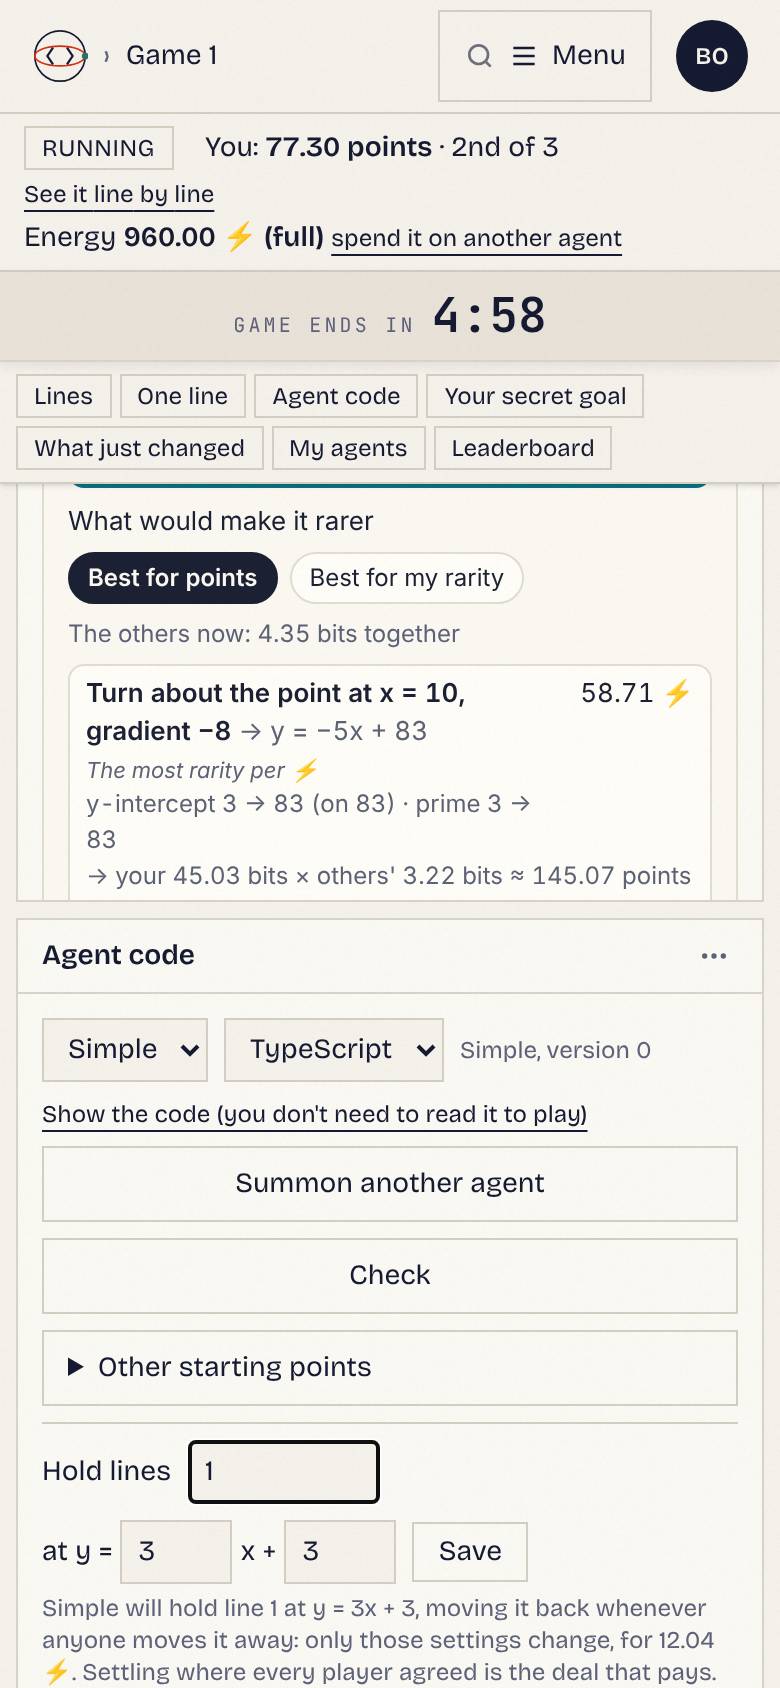 Game 1
Menu
BO
RUNNING
You: 77.30 points · 2nd of 3
See it line by line
Energy 960.00 ⚡ (full) spend it on another agent
GAME ENDS IN 4:58
Lines
One line
Agent code
Your secret goal
What just changed
My agents
Leaderboard
What would make it rarer
Best for points
Best for my rarity
The others now: 4.35 bits together
Turn about the point at x = 10, 58.71 ⚡
gradient −8 → y = −5x + 83
The most rarity per ⚡
y-intercept 3 → 83 (on 83) · prime 3 →
83
→ your 45.03 bits × others' 3.22 bits ≈ 145.07 points
Agent code
Simple
TypeScript
Simple, version 0
Show the code (you don't need to read it to play)
Summon another agent
Check
Other starting points
Hold lines 1
at y = 3 x + 3 Save
Simple will hold line 1 at y = 3x + 3, moving it back whenever
anyone moves it away: only those settings change, for 12.04
⚡. Settling where every player agreed is the deal that pays.